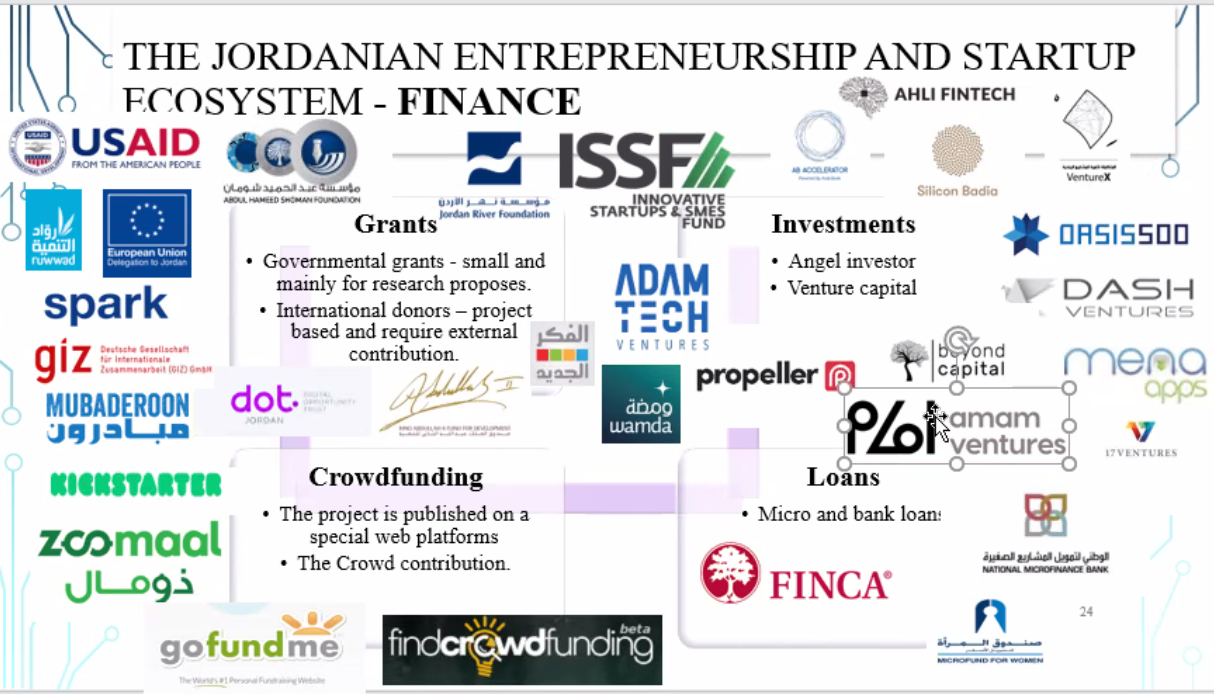 THE JORDANIAN ENTREPRENEURSHIP AND STARTUP
ECOSYSTEM - FINANCE
AHLI FINTECH
USAID
FROM THE AMERICAN PEOPLE
مؤسسة عبد الحميد شومان
ABDUL HAMEED SHOMAN FOUNDATION
مؤسسة نهر الأردن
Jordan River Foundation
ISSF
INNOVATIVE
STARTUPS & SMES
FUND
AB ACCELERATOR
Silicon Badia
VentureX
روّاد
التنمية
ruwwad
European Union
Delegation to Jordan
Grants
• Governmental grants - small and
mainly for research proposes.
• International donors – project
based and require external
contribution.
Investments
• Angel investor
• Venture capital
OASIS500
spark
ADAM
TECH
VENTURES
DASH
VENTURES
giz
Deutsche Gesellschaft
für Internationale
Zusammenarbeit (GIZ) GmbH
الفكر
الجديد
beyond
capital
mena
apps
propeller
MUBADEROON
مبادرون
dot.
JORDAN
DIGITAL
OPPORTUNITY
TRUST
KING ABDULLAH II FUND FOR DEVELOPMENT
ومضة
wamda
amam
ventures
17VENTURES
KICKSTARTER
Crowdfunding
• The project is published on a
special web platforms
• The Crowd contribution.
Loans
• Micro and bank loans
zoomaal
ذومال
FINCA
الوطني لتمويل المشاريع الصغيرة
NATIONAL MICROFINANCE BANK
gofundme
The World's #1 Personal Fundraising Website
findcrowdfunding
beta
صندوق المرأة
MICROFUND FOR WOMEN
24